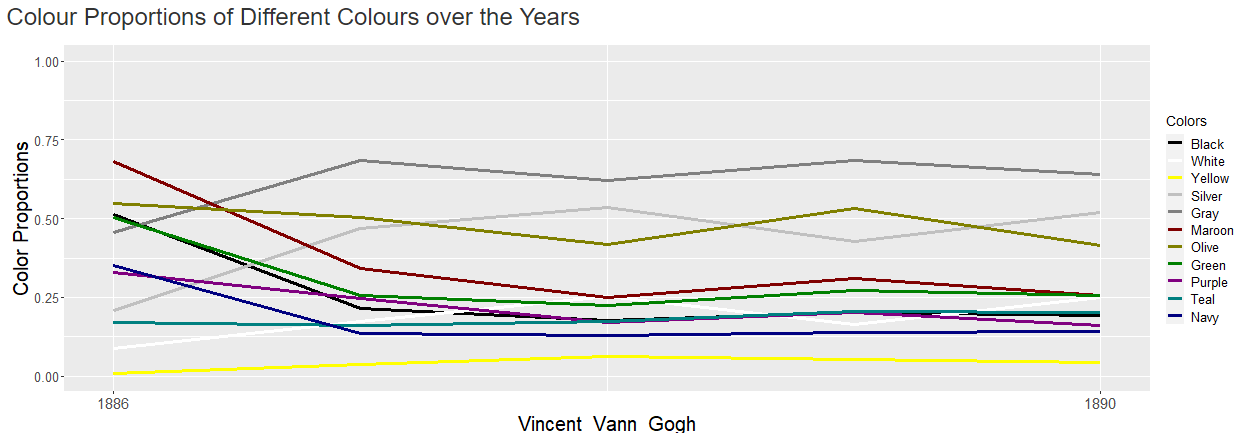 Colour Proportions of Different Colours over the Years
1.00
0.75
0.50
0.25
0.00
Color Proportions
1886
1890
Vincent Vann Gogh
Colors
Black
White
Yellow
Silver
Gray
Maroon
Olive
Green
Purple
Teal
Navy